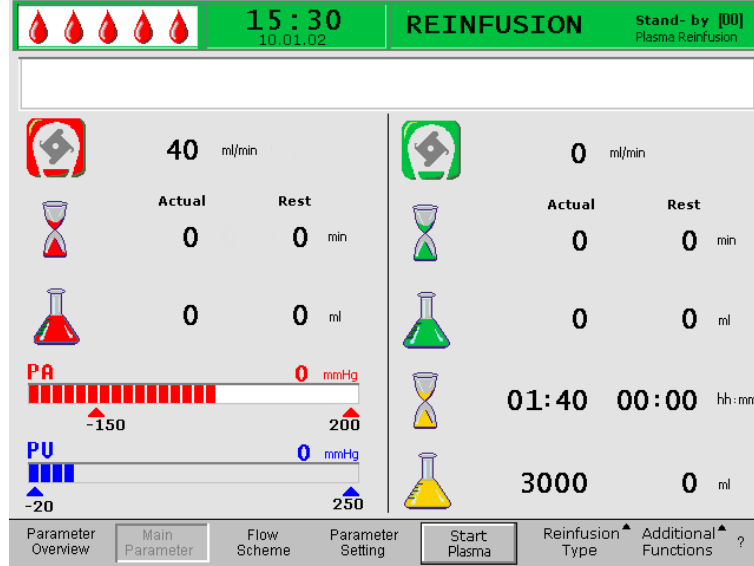 15:30
10.01.02
REINFUSION
Stand- by [00]
Plasma Reinfusion
40 ml/min
Actual Rest
0 0 min
0 0 ml
PA 0 mmHg
-150 200
PU 0 mmHg
-20 250
0 ml/min
Actual Rest
0 0 min
0 0 ml
01:40 00:00 hh:mm
3000 0 ml
Parameter Overview
Main Parameter
Flow Scheme
Parameter Setting
Start Plasma
Reinfusion Type
Additional Functions
?